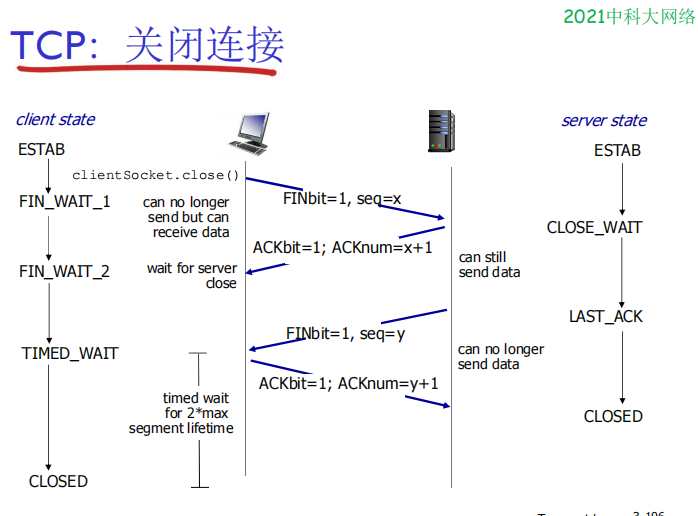 2021中科大网络
TCP: 关闭连接
client state
server state
ESTAB
ESTAB
clientSocket.close()
FINbit=1, seq=x
FIN_WAIT_1
can no longer
send but can
receive data
CLOSE_WAIT
ACKbit=1; ACKnum=x+1
FIN_WAIT_2
wait for server
close
can still
send data
LAST_ACK
FINbit=1, seq=y
TIMED_WAIT
can no longer
send data
ACKbit=1; ACKnum=y+1
timed wait
for 2*max
segment lifetime
CLOSED
CLOSED
3-106